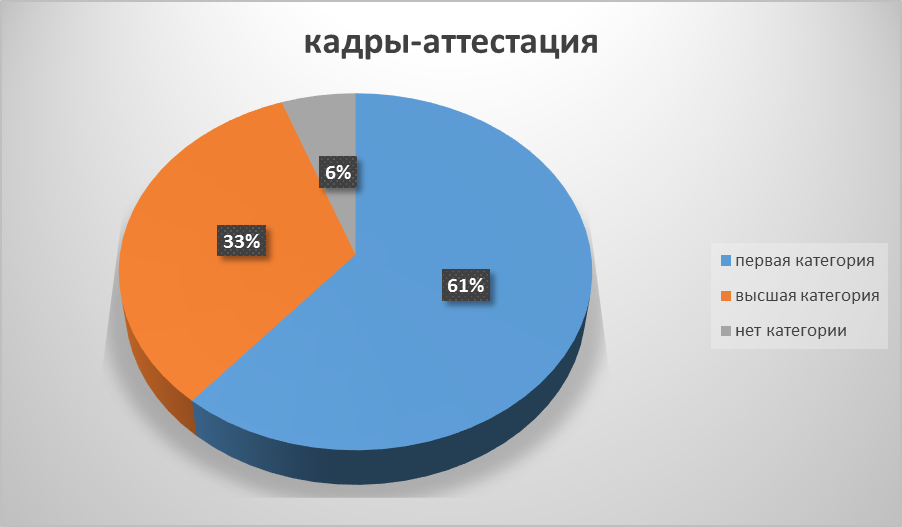 кадры-аттестация
6%
33%
61%
первая категория
высшая категория
нет категории